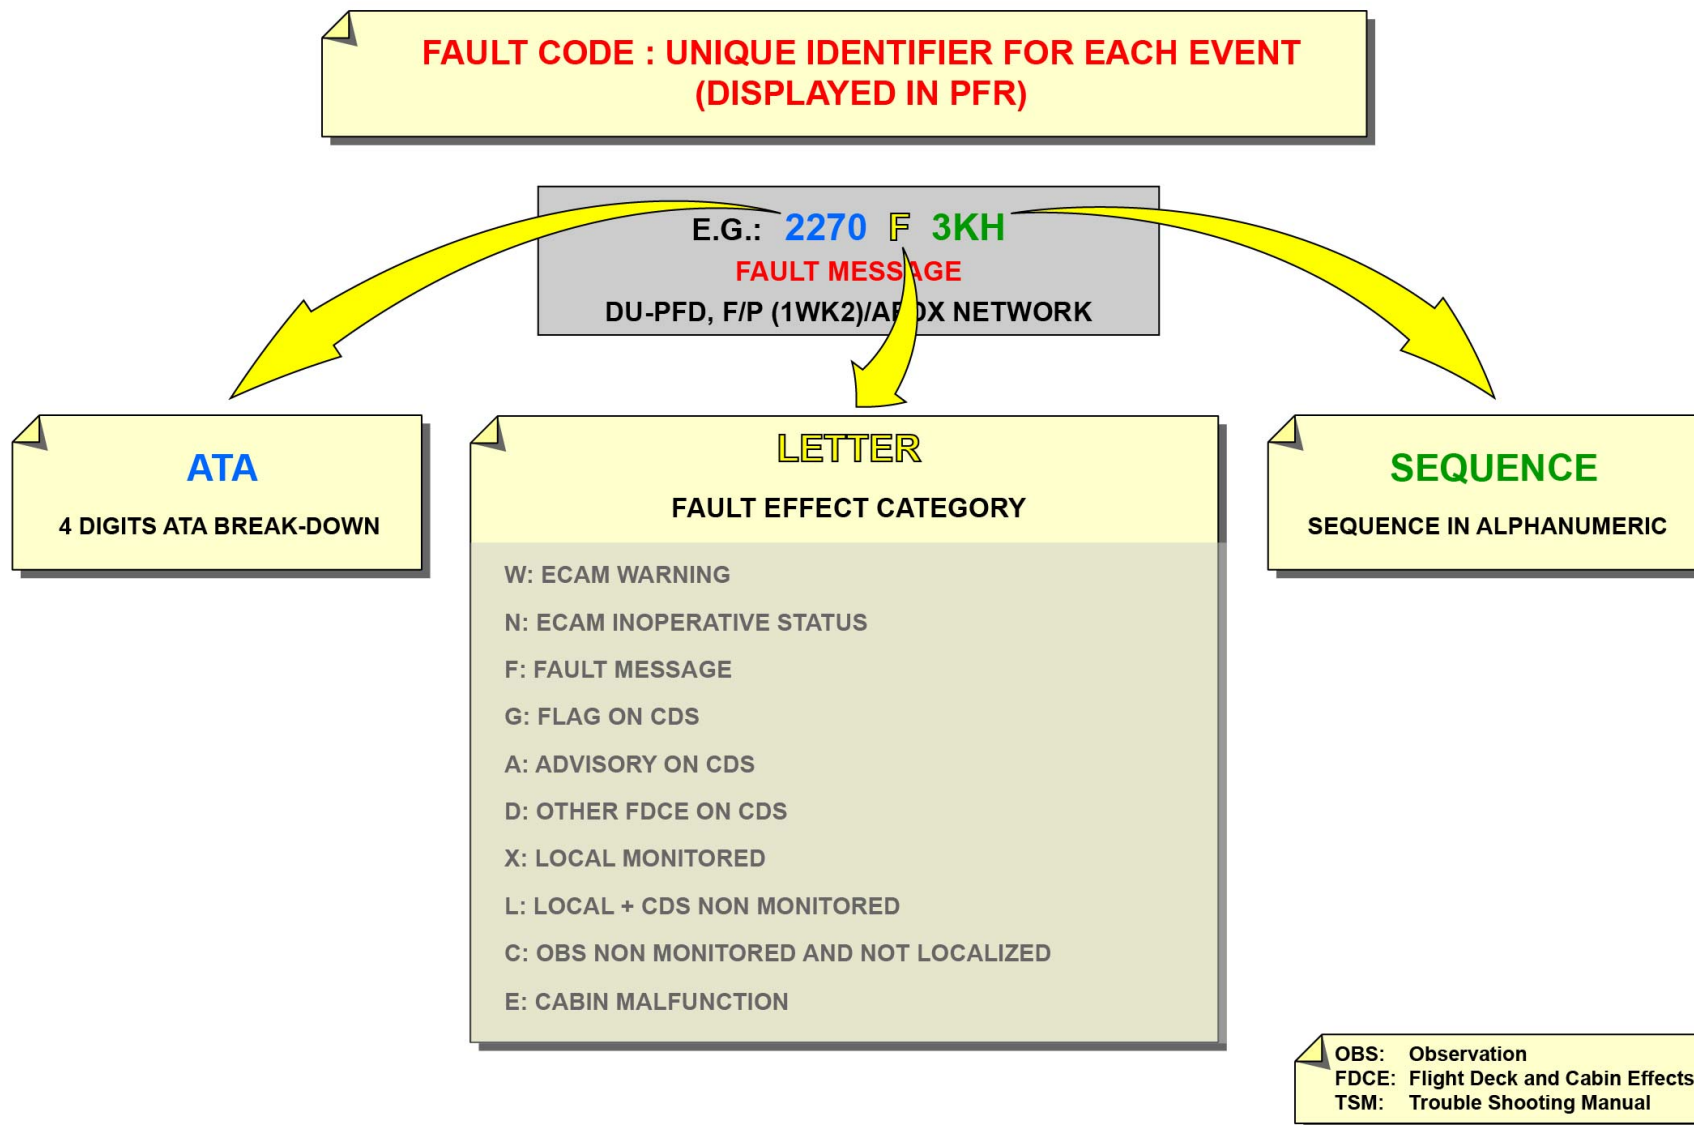 FAULT CODE : UNIQUE IDENTIFIER FOR EACH EVENT
(DISPLAYED IN PFR)
E.G.: 2270 F 3KH
FAULT MESSAGE
DU-PFD, F/P (1WK2)/AFDX NETWORK
ATA
4 DIGITS ATA BREAK-DOWN
LETTER
FAULT EFFECT CATEGORY
W: ECAM WARNING
N: ECAM INOPERATIVE STATUS
F: FAULT MESSAGE
G: FLAG ON CDS
A: ADVISORY ON CDS
D: OTHER FDCE ON CDS
X: LOCAL MONITORED
L: LOCAL + CDS NON MONITORED
C: OBS NON MONITORED AND NOT LOCALIZED
E: CABIN MALFUNCTION
SEQUENCE
SEQUENCE IN ALPHANUMERIC
OBS: Observation
FDCE: Flight Deck and Cabin Effects
TSM: Trouble Shooting Manual